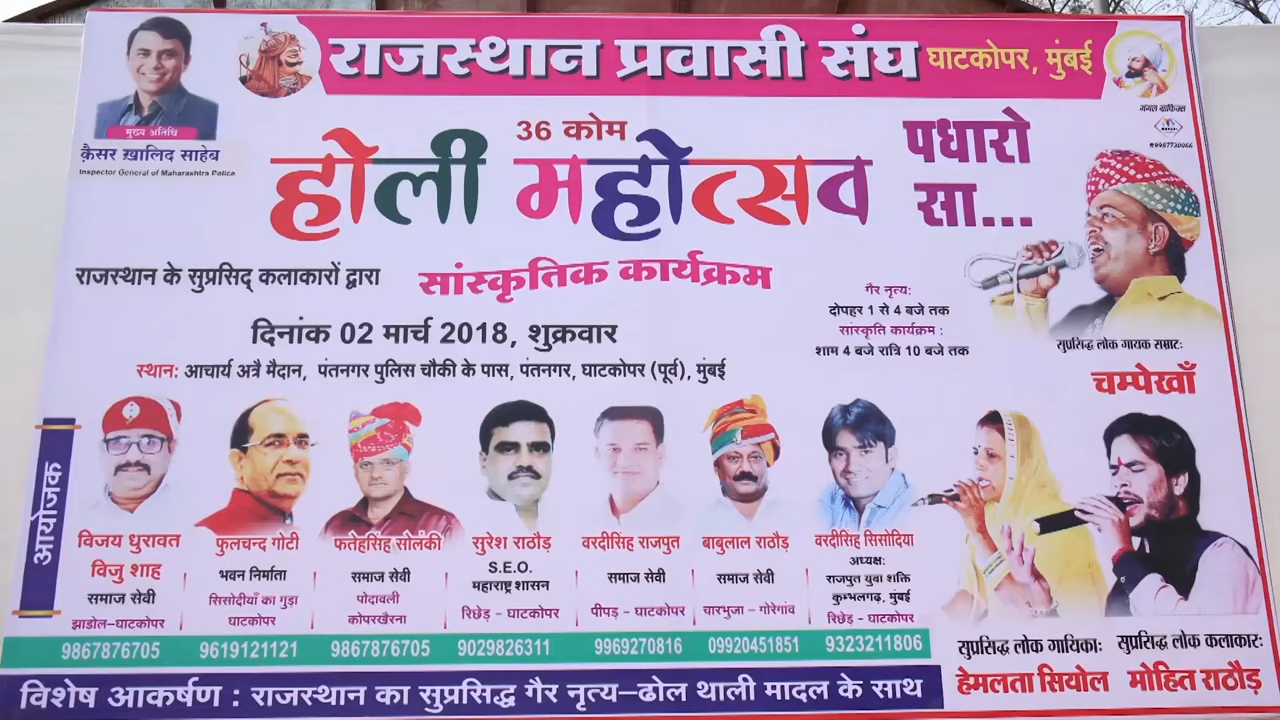 राजस्थान प्रवासी संघ घाटकोपर, मुंबई
मुख्य अतिथि
क़ैसर ख़ालिद साहेब
Inspector General of Maharashtra Police
मंगल ग्राफिक्स
#9987730066
36 कोम
होली महोत्सव
पधारो
सा...
राजस्थान के सुप्रसिद् कलाकारों द्वारा सांस्कृतिक कार्यक्रम
दिनांक 02 मार्च 2018, शुक्रवार
स्थान: आचार्य अत्रै मैदान, पंतनगर पुलिस चौकी के पास, पंतनगर, घाटकोपर (पूर्व), मुंबई
गैर नृत्य:
दोपहर 1 से 4 बजे तक
सांस्कृति कार्यक्रम :
शाम 4 बजे रात्रि 10 बजे तक
सुप्रसिद्ध लोक गायक सम्राट:
चम्पेखाँ
आयोजक
विजय धुरावत
विजु शाह
समाज सेवी
झाडोल–घाटकोपर
9867876705
फुलचन्द गोटी
भवन निर्माता
सिसोदीयाँ का गुड़ा
घाटकोपर
9619121121
फतेहसिंह सोलंकी
समाज सेवी
पोदावली
कोपरखैरना
9867876705
सुरेश राठौड़
S.E.O.
महाराष्ट्र शासन
रिछेड़ - घाटकोपर
9029826311
वरदीसिह राजपुत
समाज सेवी
पीपड़ - घाटकोपर
9969270816
बाबुलाल राठौड़
समाज सेवी
चारभुजा - गोरेगांव
09920451851
वरदीसिह सिसोदिया
अध्यक्ष:
राजपुत युवा शक्ति
कुम्भलगढ़, मुंबई
रिछेड़ - घाटकोपर
9323211806
सुप्रसिद्ध लोक गायिका:
हेमलता सियोल
सुप्रसिद्ध लोक कलाकार:
मोहित राठौड़
विशेष आकर्षण : राजस्थान का सुप्रसिद्ध गैर नृत्य–ढोल थाली मादल के साथ